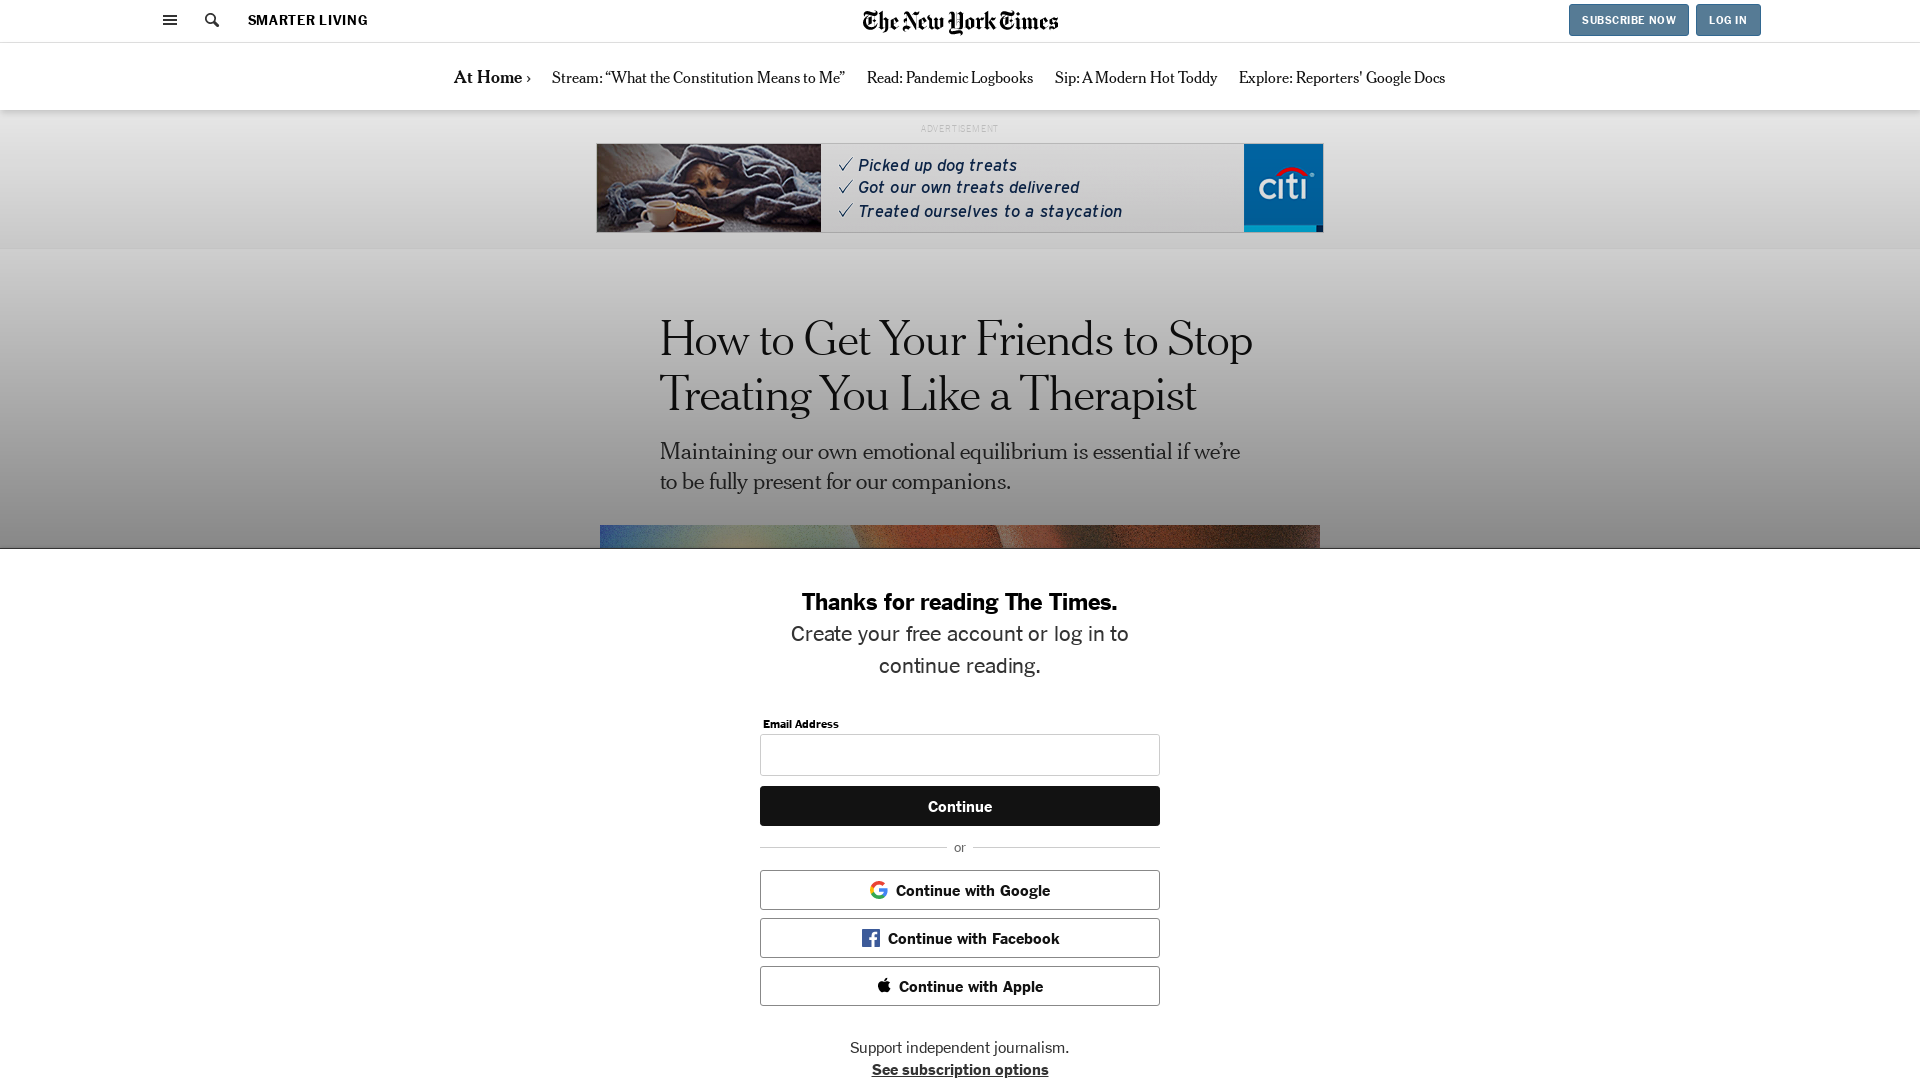 SMARTER LIVING
The New York Times
SUBSCRIBE NOW
LOG IN
At Home ›
Stream: “What the Constitution Means to Me”
Read: Pandemic Logbooks
Sip: A Modern Hot Toddy
Explore: Reporters' Google Docs
ADVERTISEMENT
✓ Picked up dog treats
✓ Got our own treats delivered
✓ Treated ourselves to a staycation
citi
How to Get Your Friends to Stop
Treating You Like a Therapist
Maintaining our own emotional equilibrium is essential if we’re
to be fully present for our companions.
Thanks for reading The Times.
Create your free account or log in to
continue reading.
Email Address
Continue
or
Continue with Google
Continue with Facebook
Continue with Apple
Support independent journalism.
See subscription options